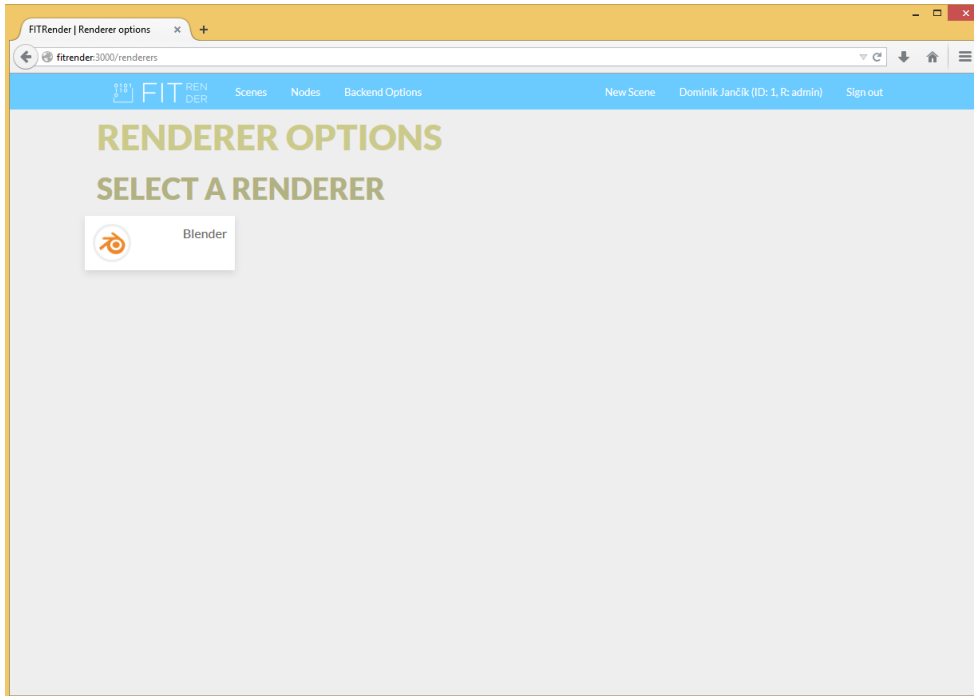 FITRender | Renderer options
fitrender:3000/renderers
0101
FIT REN
DER
Scenes
Nodes
Backend Options
New Scene
Dominik Jančík (ID: 1, R: admin)
Sign out
RENDERER OPTIONS
SELECT A RENDERER
Blender